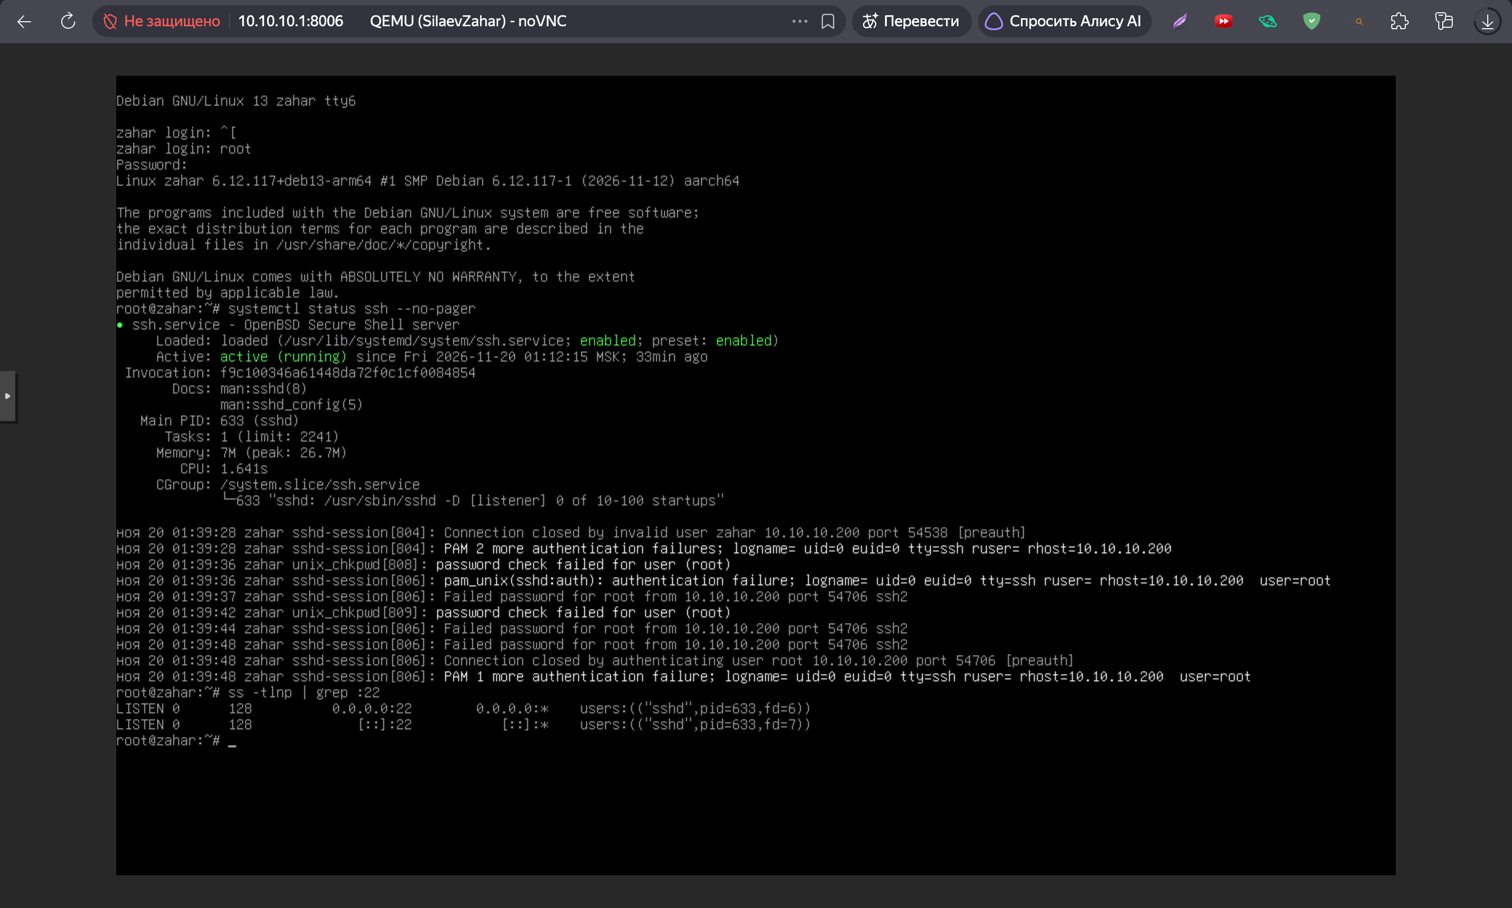 Не защищено 10.10.10.1:8006 QEMU (SilaevZahar) - noVNC Перевести Спросить Алису AI
Debian GNU/Linux 13 zahar tty6
zahar login: ^[
zahar login: root
Password:
Linux zahar 6.12.117+deb13-arm64 #1 SMP Debian 6.12.117-1 (2026-11-12) aarch64
The programs included with the Debian GNU/Linux system are free software;
the exact distribution terms for each program are described in the
individual files in /usr/share/doc/*/copyright.
Debian GNU/Linux comes with ABSOLUTELY NO WARRANTY, to the extent
permitted by applicable law.
root@zahar:~# systemctl status ssh --no-pager
● ssh.service - OpenBSD Secure Shell server
Loaded: loaded (/usr/lib/systemd/system/ssh.service; enabled; preset: enabled)
Active: active (running) since Fri 2026-11-20 01:12:15 MSK; 33min ago
Invocation: f9c100346a61448da72f0c1cf0084854
Docs: man:sshd(8)
man:sshd_config(5)
Main PID: 633 (sshd)
Tasks: 1 (limit: 2241)
Memory: 7M (peak: 26.7M)
CPU: 1.641s
CGroup: /system.slice/ssh.service
└─633 "sshd: /usr/sbin/sshd -D [listener] 0 of 10-100 startups"
ноя 20 01:39:28 zahar sshd-session[804]: Connection closed by invalid user zahar 10.10.10.200 port 54538 [preauth]
ноя 20 01:39:28 zahar sshd-session[804]: PAM 2 more authentication failures; logname= uid=0 euid=0 tty=ssh ruser= rhost=10.10.10.200
ноя 20 01:39:36 zahar unix_chkpwd[808]: password check failed for user (root)
ноя 20 01:39:36 zahar sshd-session[806]: pam_unix(sshd:auth): authentication failure; logname= uid=0 euid=0 tty=ssh ruser= rhost=10.10.10.200  user=root
ноя 20 01:39:37 zahar sshd-session[806]: Failed password for root from 10.10.10.200 port 54706 ssh2
ноя 20 01:39:42 zahar unix_chkpwd[809]: password check failed for user (root)
ноя 20 01:39:44 zahar sshd-session[806]: Failed password for root from 10.10.10.200 port 54706 ssh2
ноя 20 01:39:48 zahar sshd-session[806]: Failed password for root from 10.10.10.200 port 54706 ssh2
ноя 20 01:39:48 zahar sshd-session[806]: Connection closed by authenticating user root 10.10.10.200 port 54706 [preauth]
ноя 20 01:39:48 zahar sshd-session[806]: PAM 1 more authentication failure; logname= uid=0 euid=0 tty=ssh ruser= rhost=10.10.10.200  user=root
root@zahar:~# ss -tlnp | grep :22
LISTEN 0      128          0.0.0.0:22        0.0.0.0:*    users:(("sshd",pid=633,fd=6))
LISTEN 0      128             [::]:22           [::]:*    users:(("sshd",pid=633,fd=7))
root@zahar:~# _